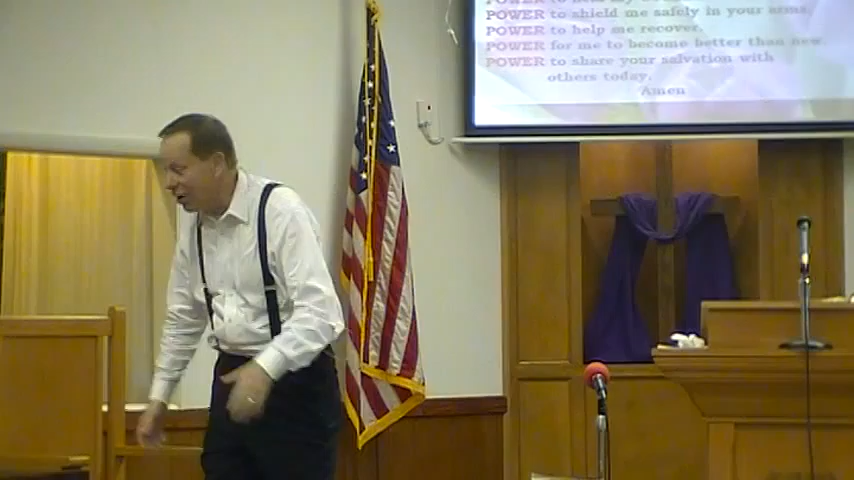 POWER to shield me safely in your arms.
POWER to help me recover.
POWER for me to become better than new.
POWER to share your salvation with
others today.
Amen